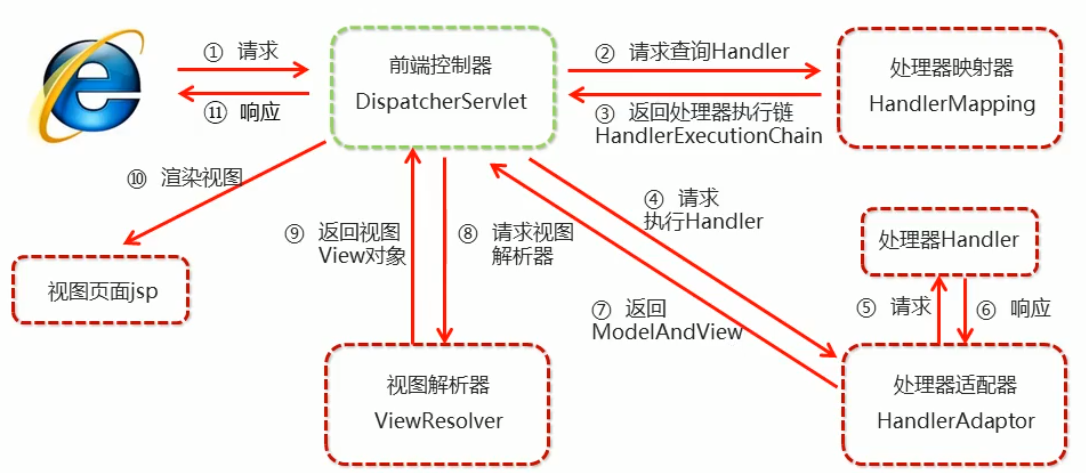 ① 请求
⑪ 响应
前端控制器
DispatcherServlet
② 请求查询Handler
③ 返回处理器执行链
HandlerExecutionChain
处理器映射器
HandlerMapping
⑩ 渲染视图
④ 请求
执行Handler
⑨ 返回视图
View对象
⑧ 请求视图
解析器
处理器Handler
视图页面jsp
⑦ 返回
ModelAndView
⑤ 请求
⑥ 响应
视图解析器
ViewResolver
处理器适配器
HandlerAdaptor